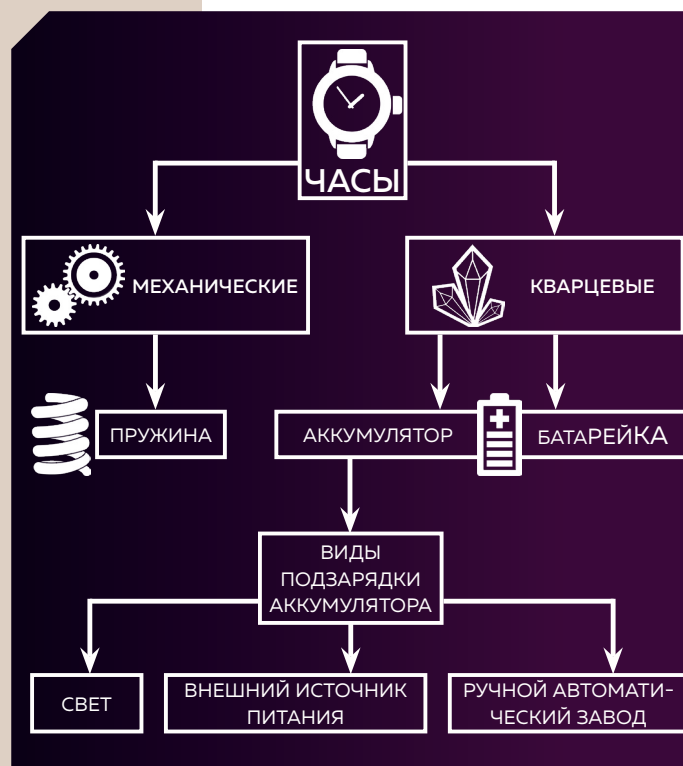 ЧАСЫ
МЕХАНИЧЕСКИЕ
КВАРЦЕВЫЕ
ПРУЖИНА
АККУМУЛЯТОР
БАТАРЕЙКА
ВИДЫ
ПОДЗАРЯДКИ
АККУМУЛЯТОРА
СВЕТ
ВНЕШНИЙ ИСТОЧНИК
ПИТАНИЯ
РУЧНОЙ АВТОМАТИ-
ЧЕСКИЙ ЗАВОД